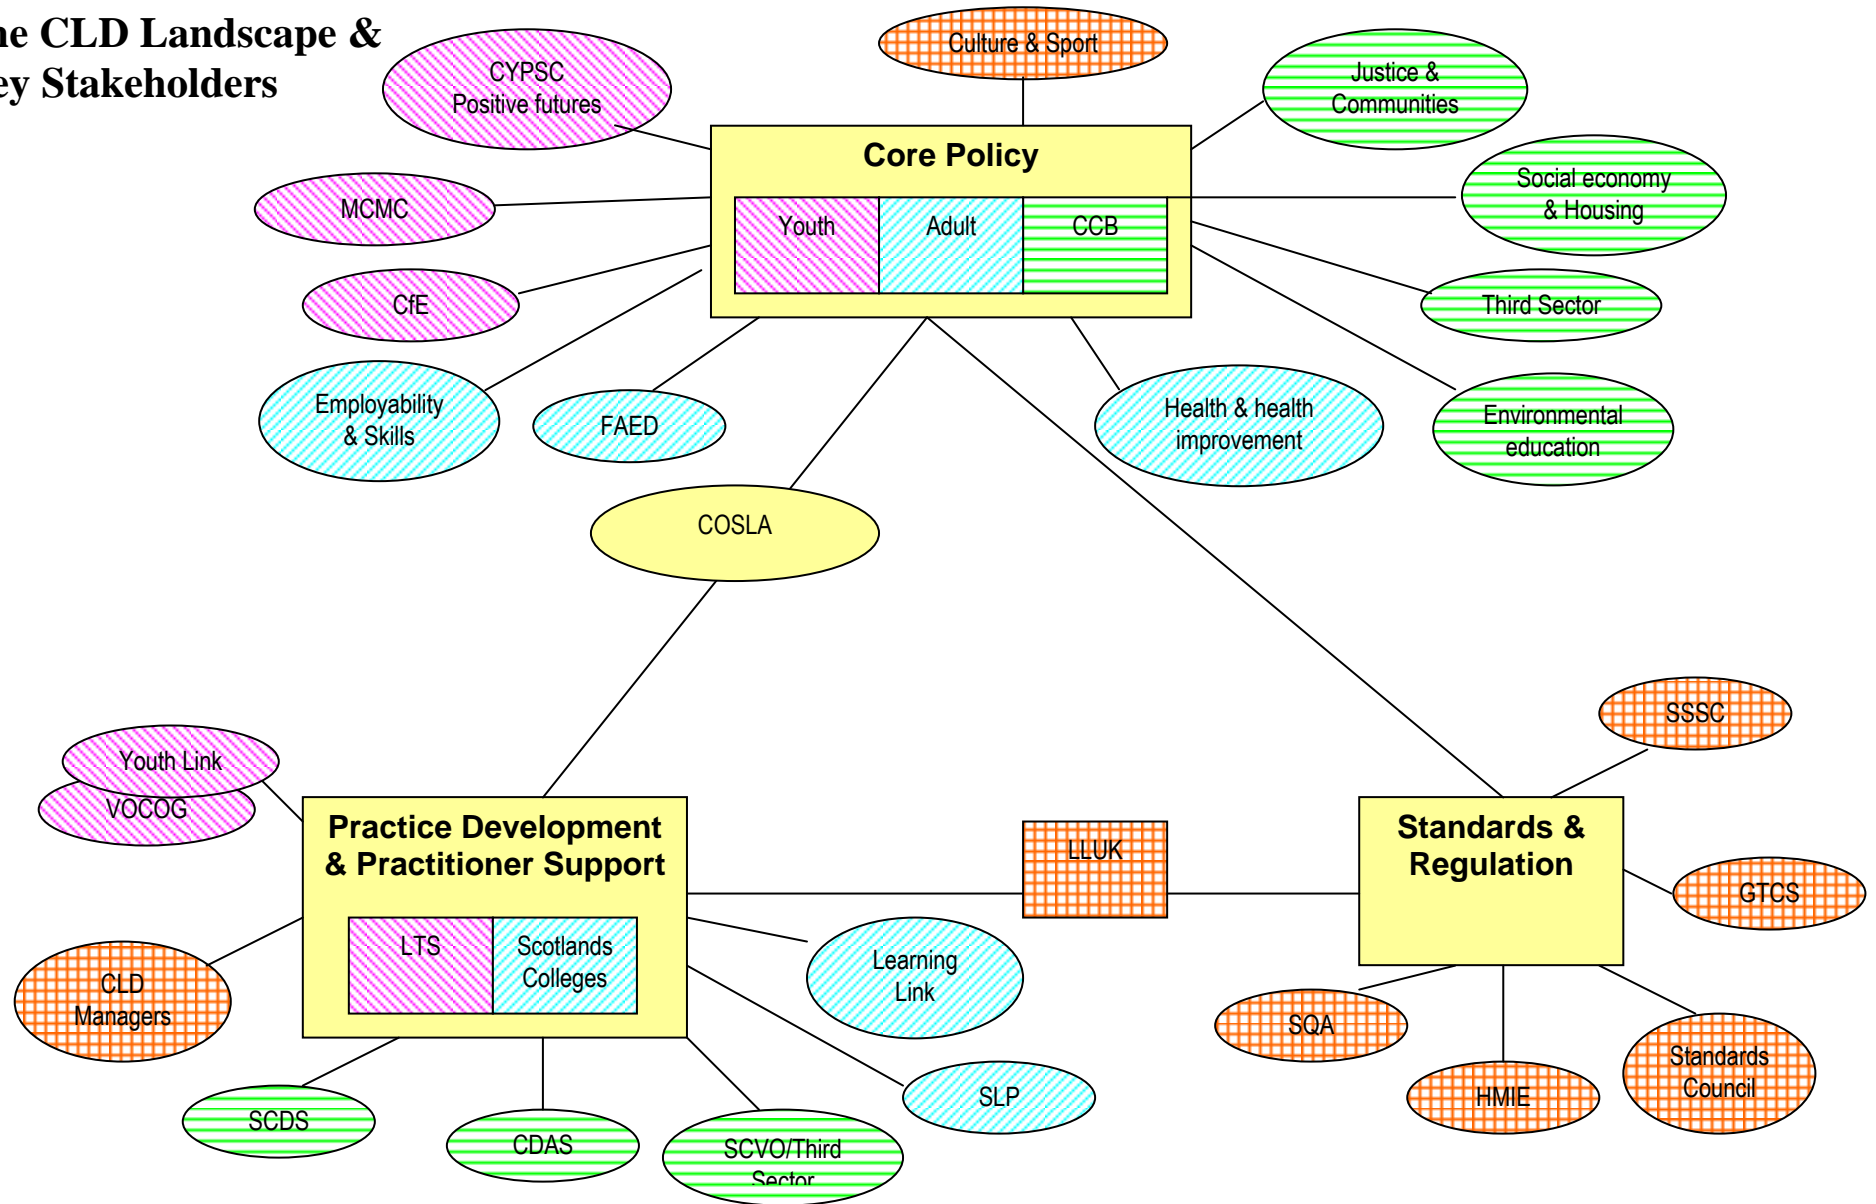 ne CLD Landscape &
ey Stakeholders
CYPSC
Positive futures
Culture & Sport
Justice &
Communities
Core Policy
MCMC
Youth
Adult
CCB
Social economy
& Housing
CfE
Third Sector
Employability
& Skills
FAED
Health & health
improvement
Environmental
education
COSLA
SSSC
Youth Link
VOCOG
Practice Development
& Practitioner Support
LLUK
Standards &
Regulation
GTCS
LTS
Scotlands
Colleges
Learning
Link
CLD
Managers
SQA
Standards
Council
HMIE
SLP
SCDS
CDAS
SCVO/Third
Sector